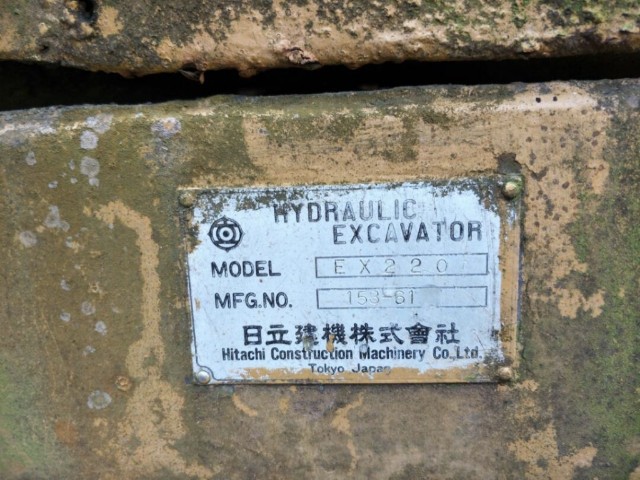 HYDRAULIC
EXCAVATOR
MODEL EX220
MFG.NO. 153-61
日立建機株式會社
Hitachi Construction Machinery Co., Ltd.
Tokyo Japan